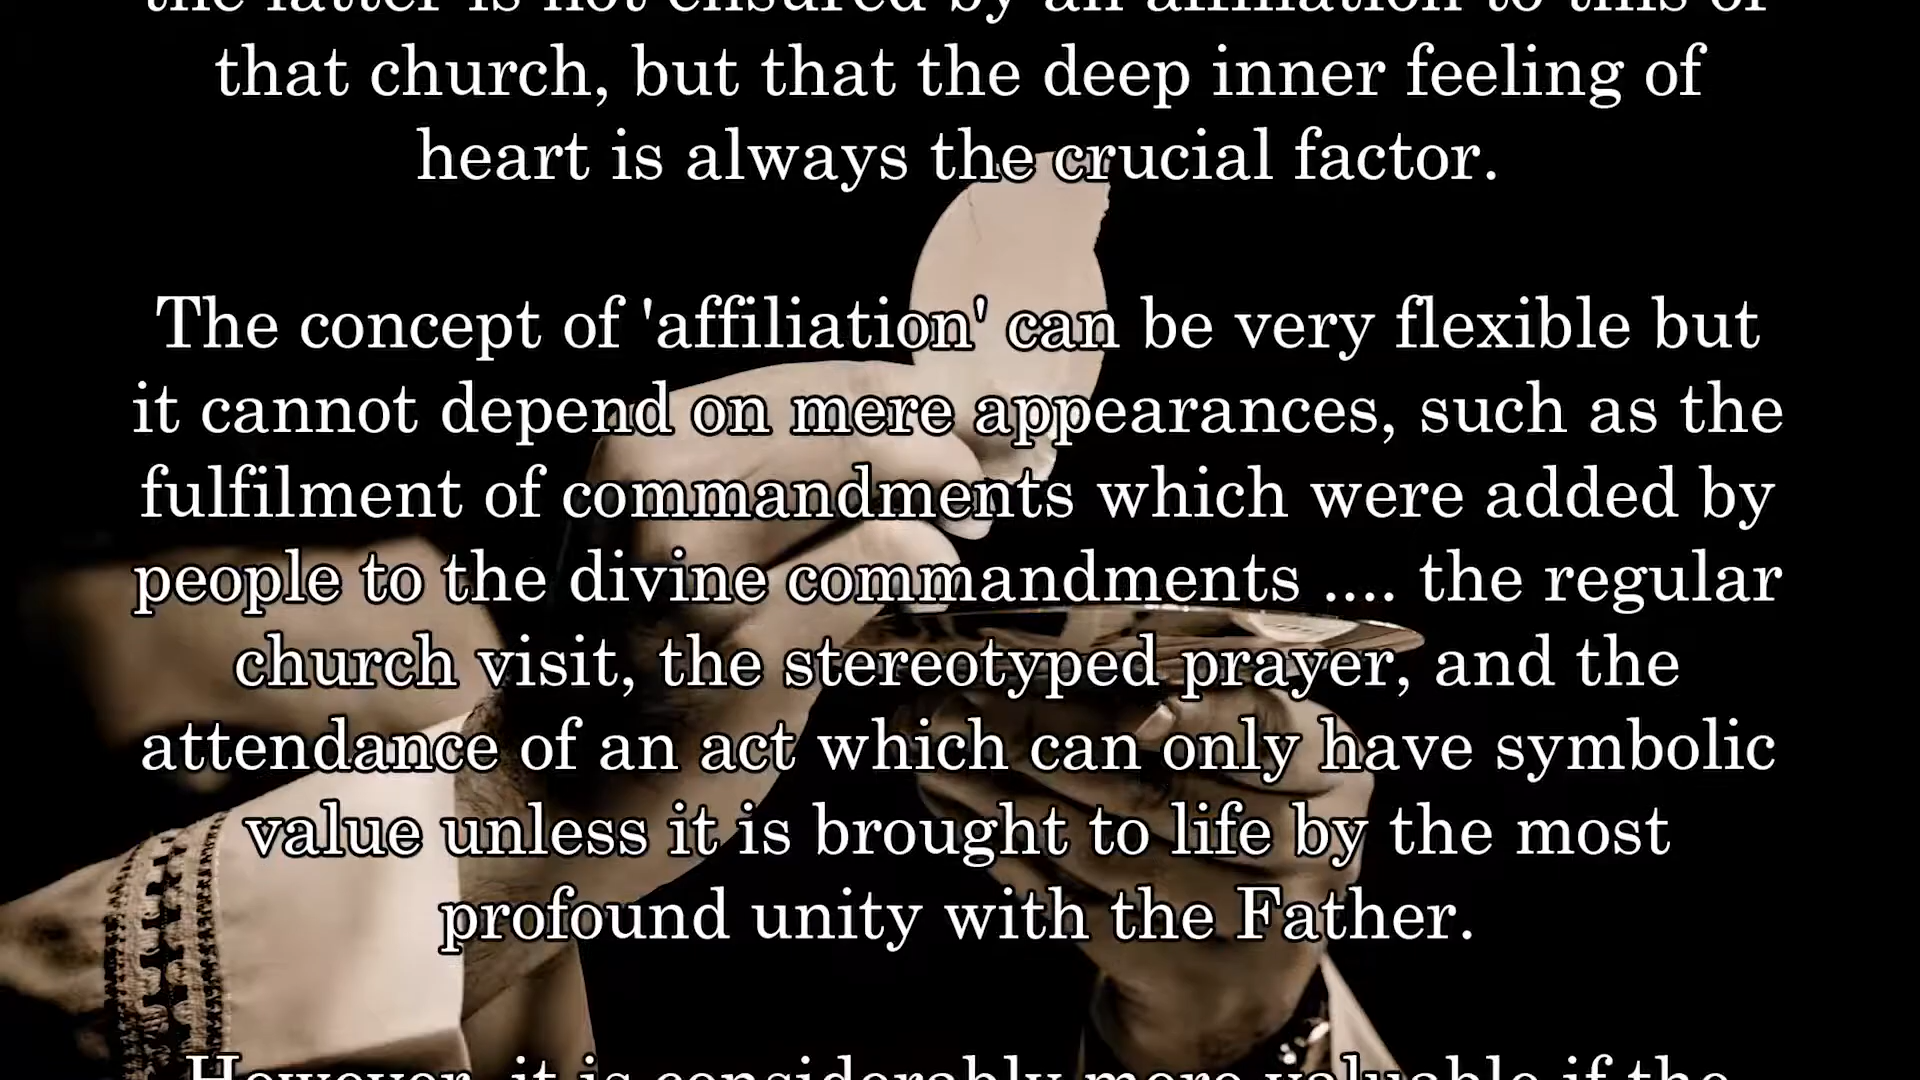 the latter is not ensured by an affiliation to this or
that church, but that the deep inner feeling of
heart is always the crucial factor.
The concept of 'affiliation' can be very flexible but
it cannot depend on mere appearances, such as the
fulfilment of commandments which were added by
people to the divine commandments .... the regular
church visit, the stereotyped prayer, and the
attendance of an act which can only have symbolic
value unless it is brought to life by the most
profound unity with the Father.
However, it is considerably more valuable if the